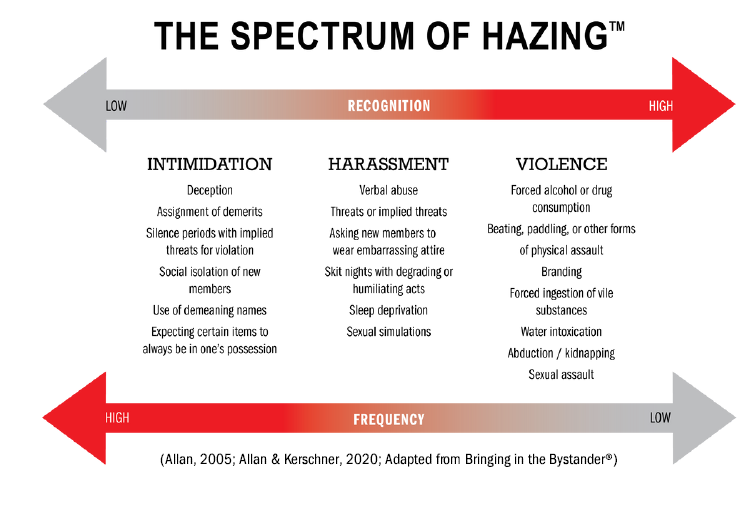 THE SPECTRUM OF HAZING™
LOW
RECOGNITION
HIGH
INTIMIDATION
Deception
Assignment of demerits
Silence periods with implied
threats for violation
Social isolation of new
members
Use of demeaning names
Expecting certain items to
always be in one's possession
HARASSMENT
Verbal abuse
Threats or implied threats
Asking new members to
wear embarrassing attire
Skit nights with degrading or
humiliating acts
Sleep deprivation
Sexual simulations
VIOLENCE
Forced alcohol or drug
consumption
Beating, paddling, or other forms
of physical assault
Branding
Forced ingestion of vile
substances
Water intoxication
Abduction / kidnapping
Sexual assault
HIGH
FREQUENCY
LOW
(Allan, 2005; Allan & Kerschner, 2020; Adapted from Bringing in the Bystander®)